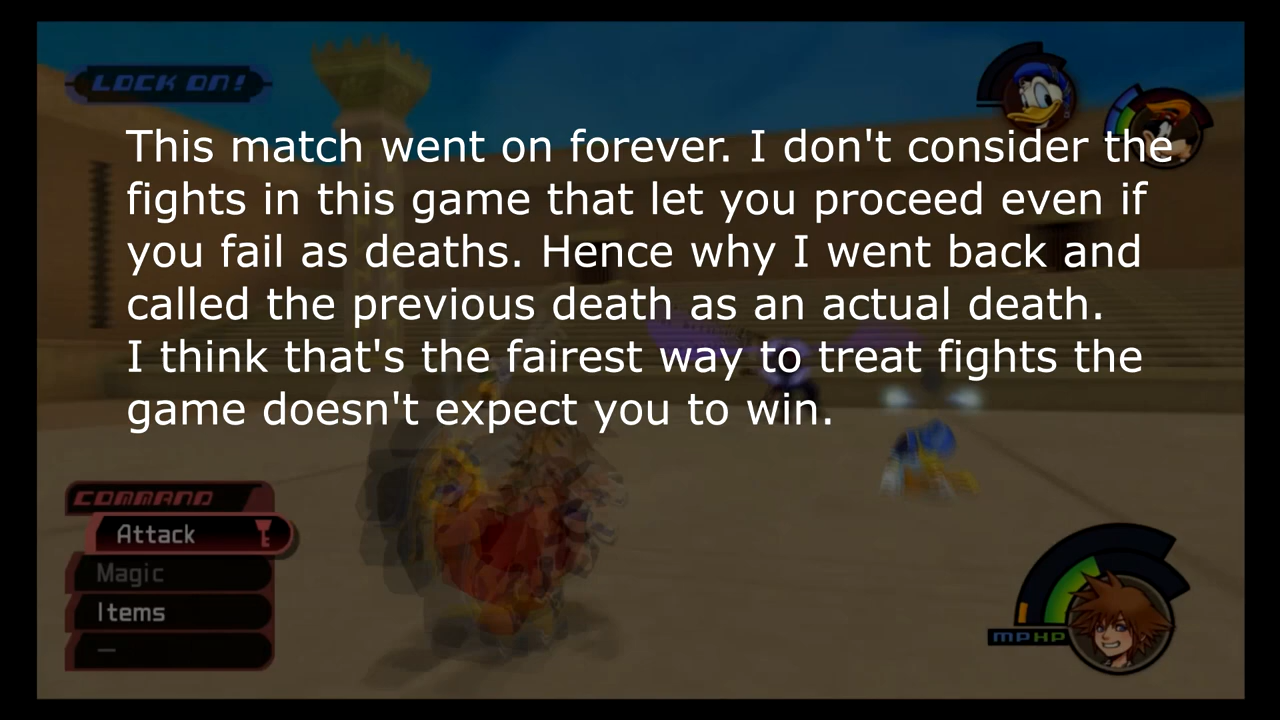 LOCK ON!
This match went on forever. I don't consider the
fights in this game that let you proceed even if
you fail as deaths. Hence why I went back and
called the previous death as an actual death.
I think that's the fairest way to treat fights the
game doesn't expect you to win.
COMMAND
Attack
Magic
Items
—
MP HP